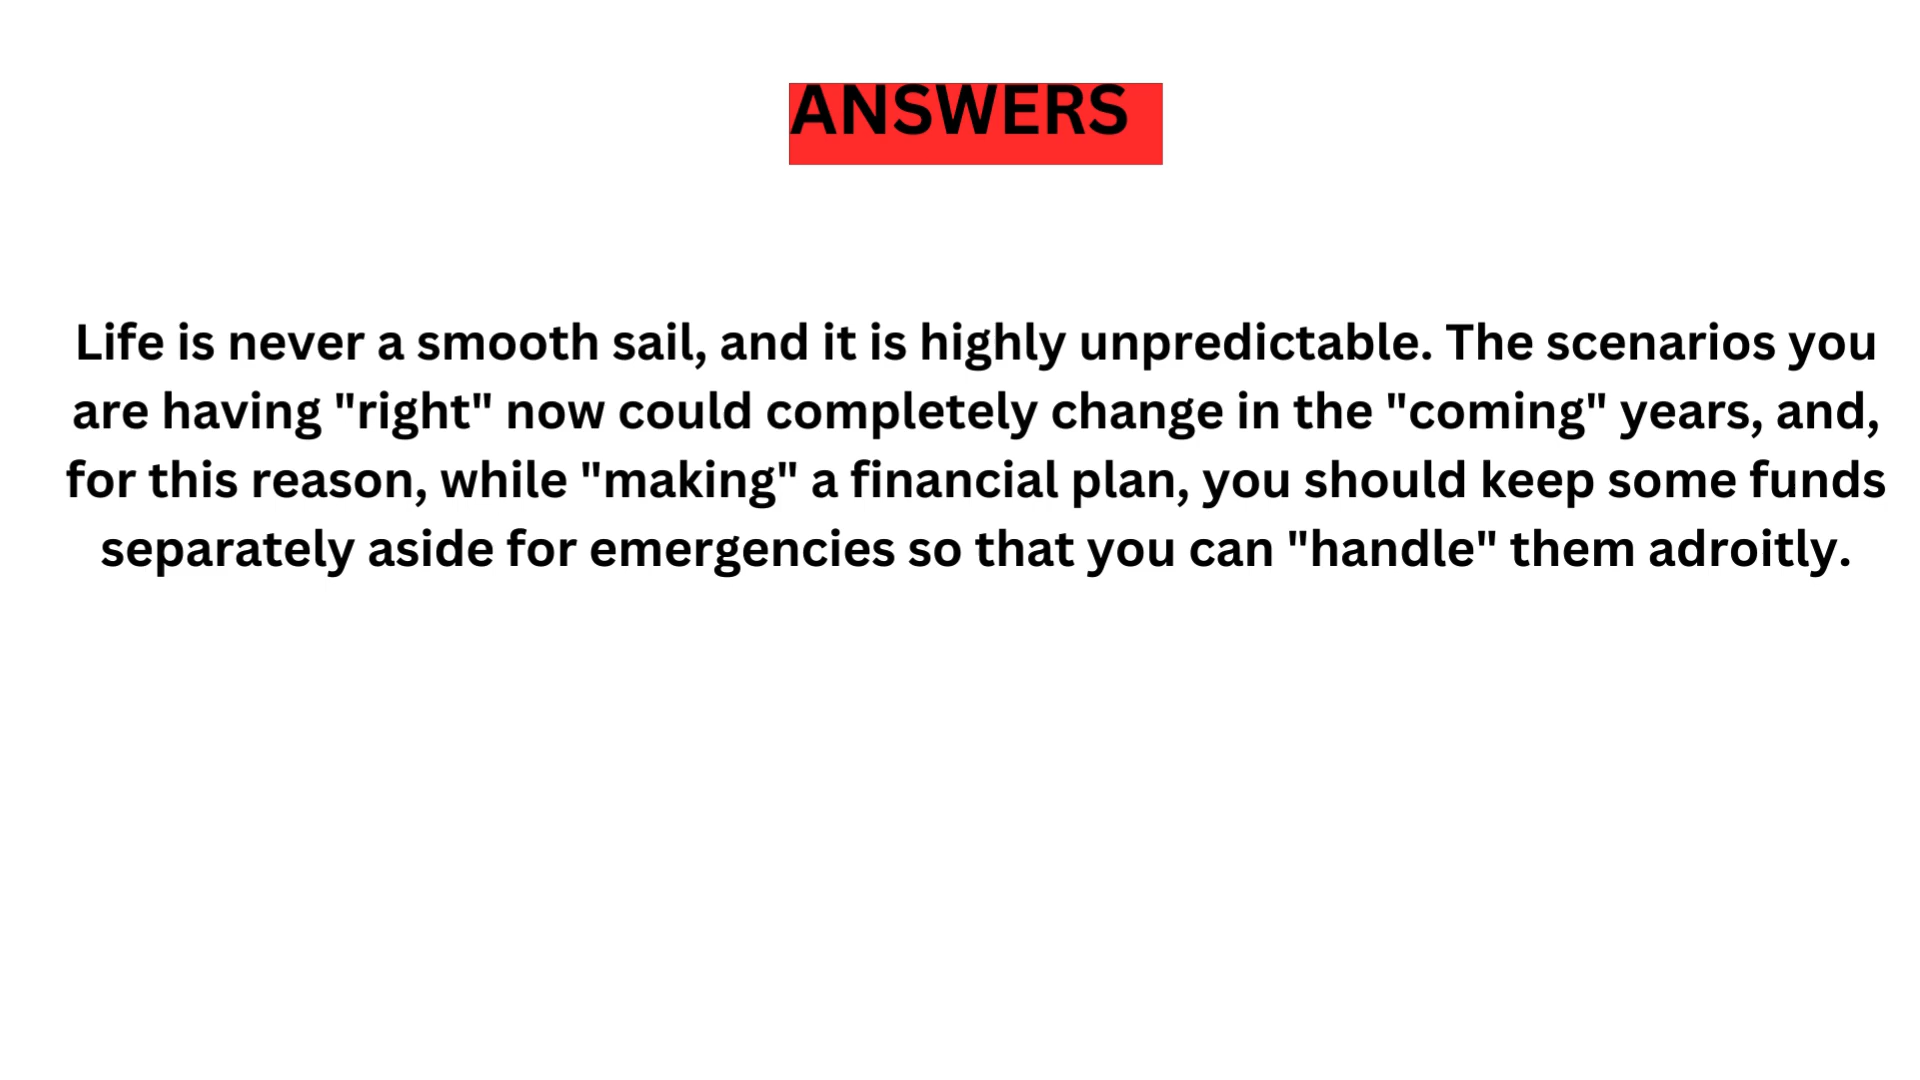 ANSWERS
Life is never a smooth sail, and it is highly unpredictable. The scenarios you
are having "right" now could completely change in the "coming" years, and,
for this reason, while "making" a financial plan, you should keep some funds
separately aside for emergencies so that you can "handle" them adroitly.